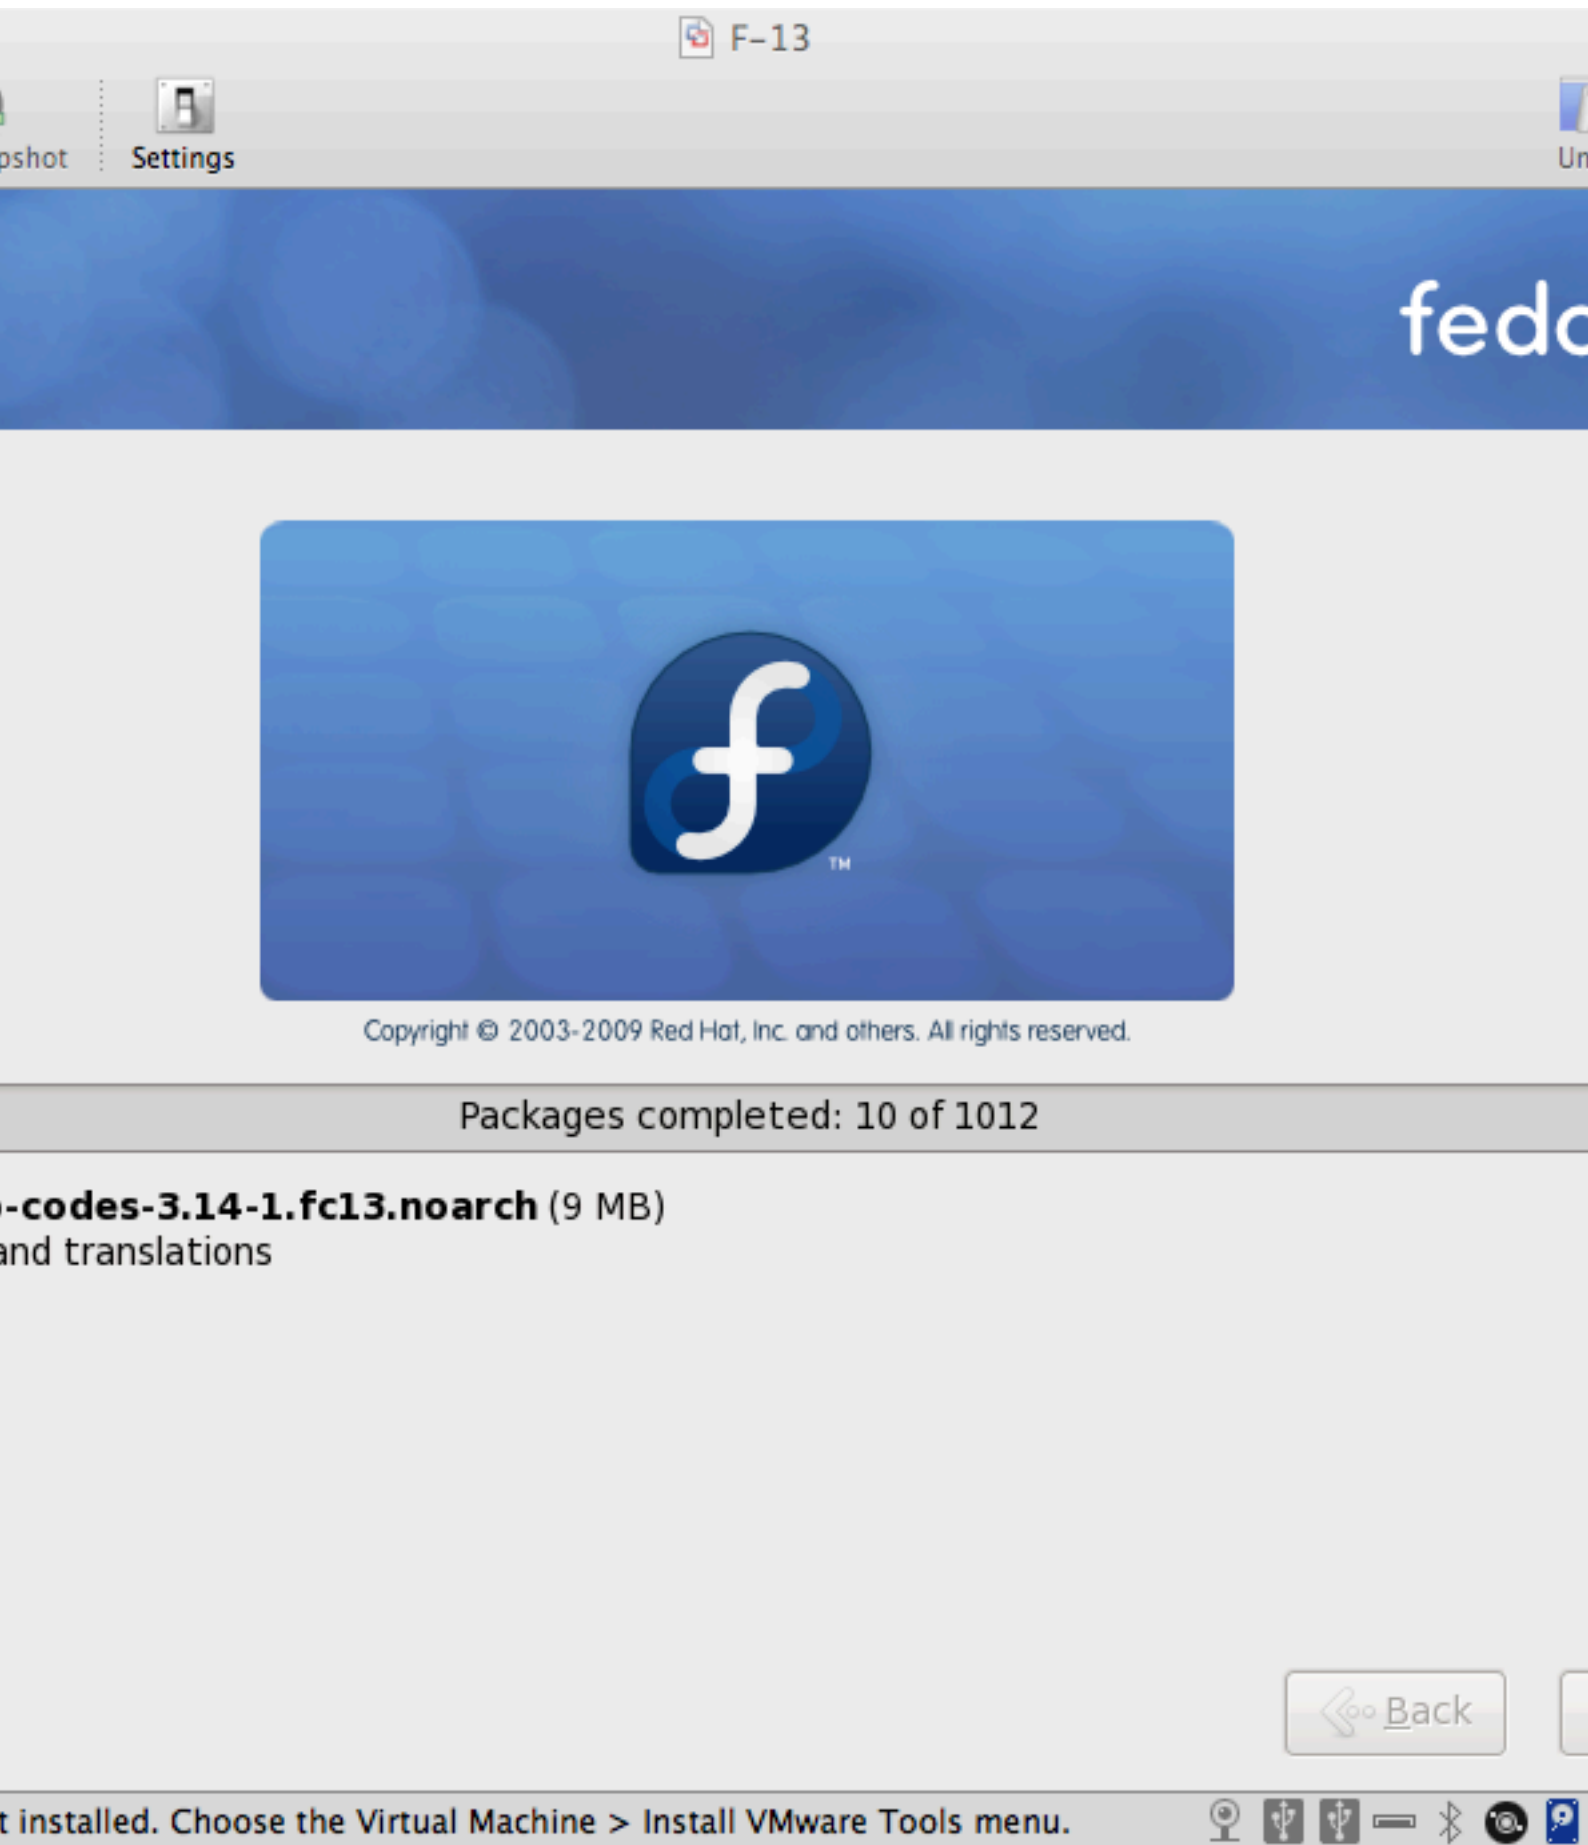 F-13
pshot
Settings
Un
fedo
TM
Copyright © 2003-2009 Red Hat, Inc. and others. All rights reserved.
Packages completed: 10 of 1012
-codes-3.14-1.fc13.noarch (9 MB)
and translations
Back
t installed. Choose the Virtual Machine > Install VMware Tools menu.